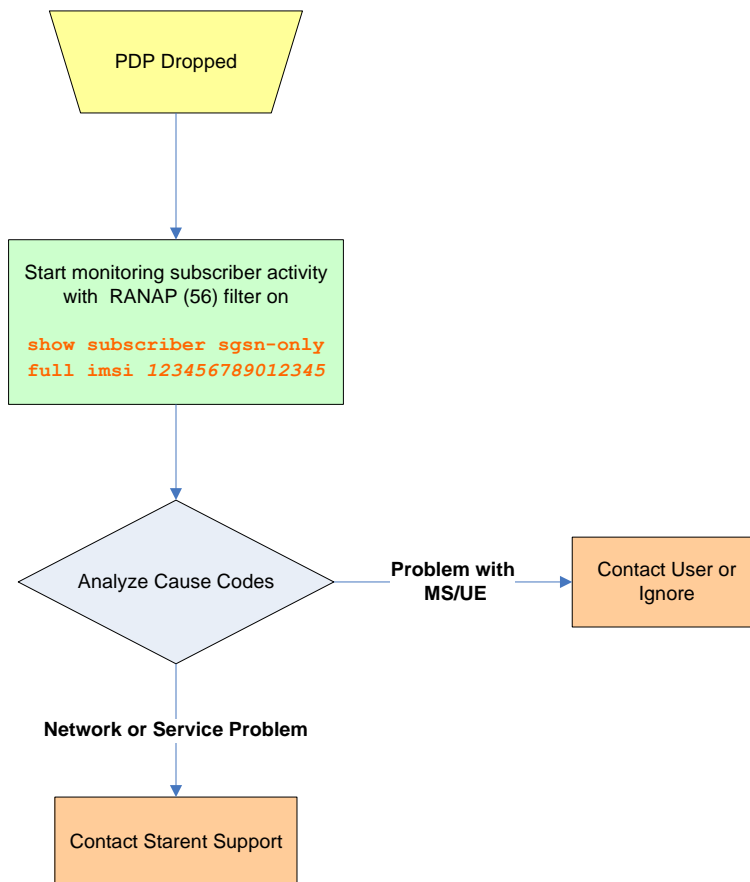 PDP Dropped
Start monitoring subscriber activity
with RANAP (56) filter on
show subscriber sgsn-only
full imsi 123456789012345
Analyze Cause Codes
Problem with
MS/UE
Contact User or
Ignore
Network or Service Problem
Contact Starent Support